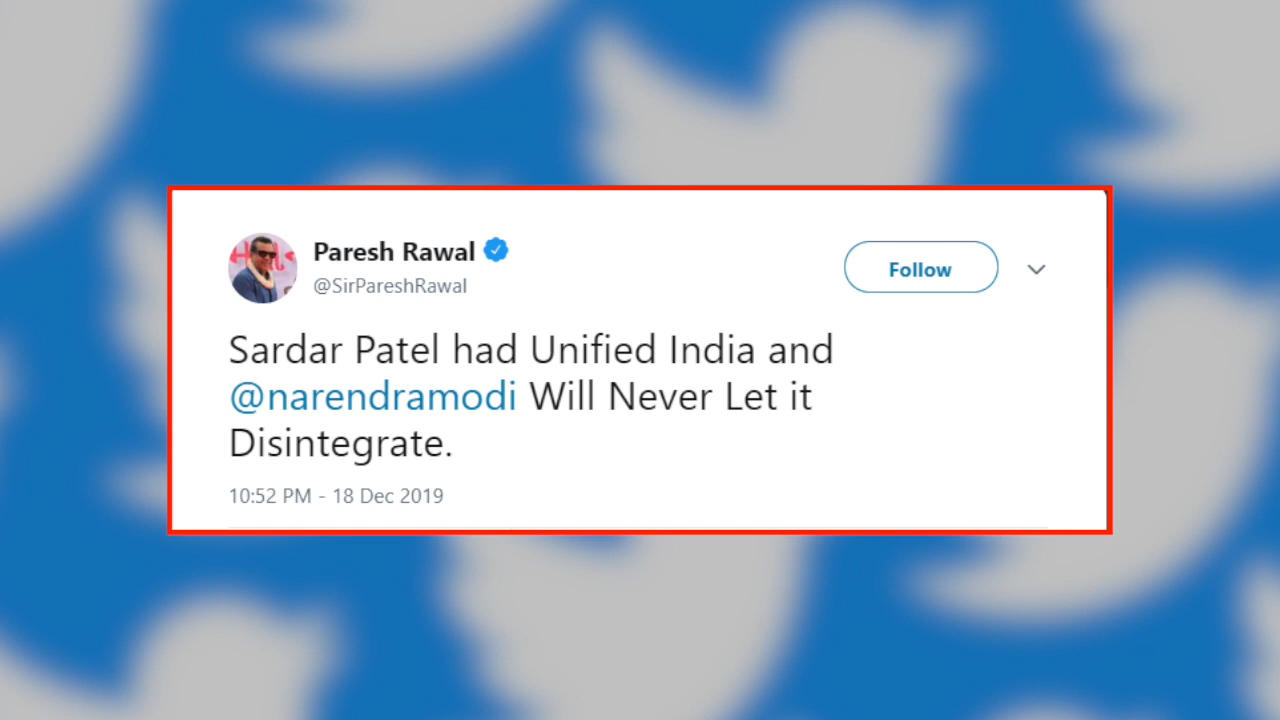 Paresh Rawal
@SirPareshRawal
Follow
Sardar Patel had Unified India and
@narendramodi Will Never Let it
Disintegrate.
10:52 PM - 18 Dec 2019